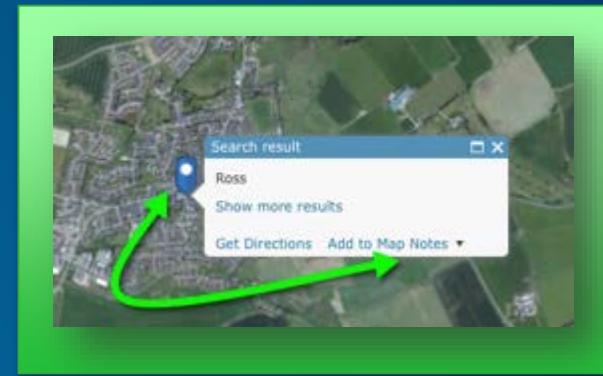 Search result
Ross
Show more results
Get Directions Add to Map Notes